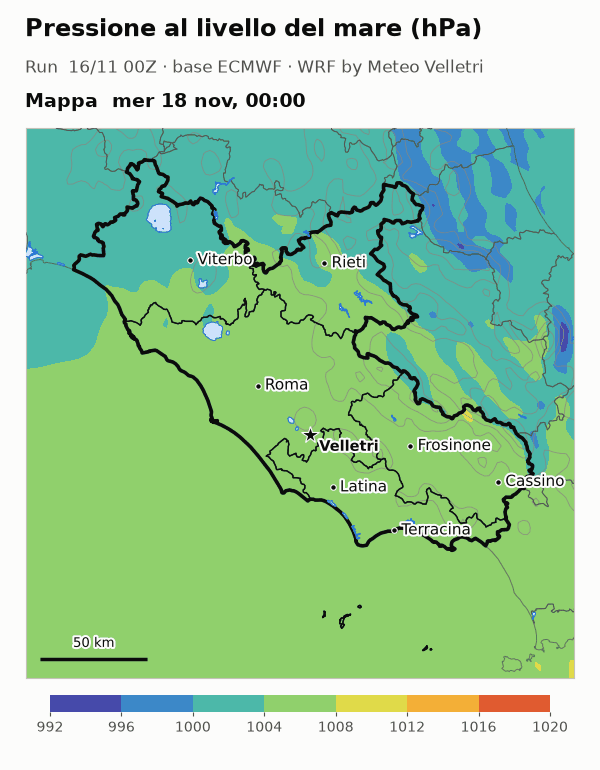 Pressione al livello del mare (hPa)
Run  16/11 00Z · base ECMWF · WRF by Meteo Velletri
Mappa  mer 18 nov, 00:00
Viterbo
Rieti
Roma
Velletri
Frosinone
Latina
Cassino
Terracina
50 km
992 996 1000 1004 1008 1012 1016 1020